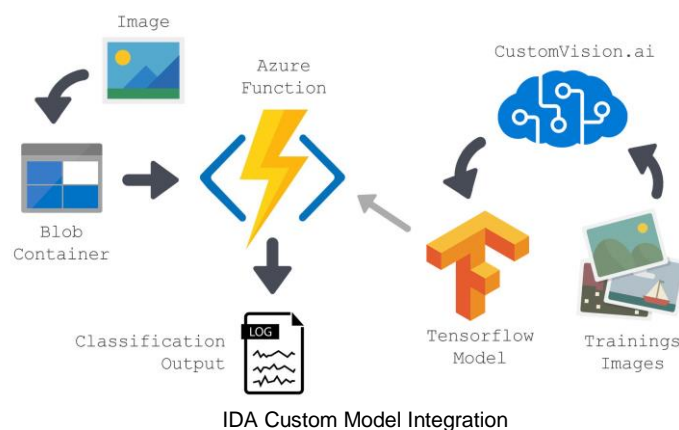 Image
Azure
Function
CustomVision.ai
Blob
Container
Classification
Output
LOG
Tensorflow
Model
Trainings
Images
IDA Custom Model Integration